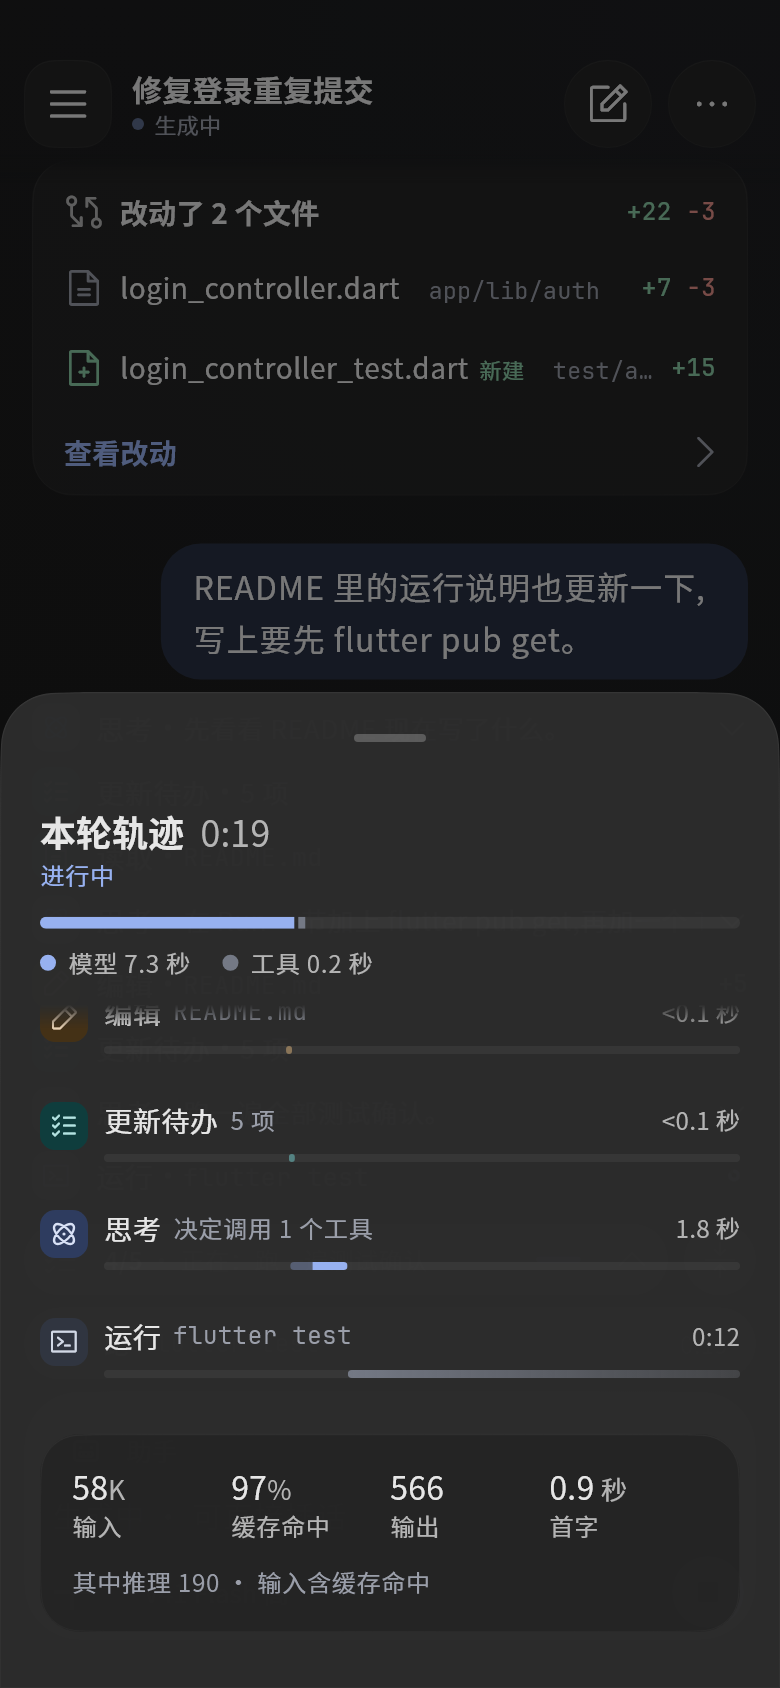 修复登录重复提交
生成中
改动了 2 个文件 +22 -3
login_controller.dart app/lib/auth +7 -3
login_controller_test.dart 新建 test/a… +15
查看改动
README 里的运行说明也更新一下,
写上要先 flutter pub get。
本轮轨迹 0:19
进行中
模型 7.3 秒 工具 0.2 秒
编辑 README.md <0.1 秒
更新待办 5 项 <0.1 秒
思考 决定调用 1 个工具 1.8 秒
运行 flutter test 0:12
58K 97% 566 0.9 秒
输入 缓存命中 输出 首字
其中推理 190 · 输入含缓存命中